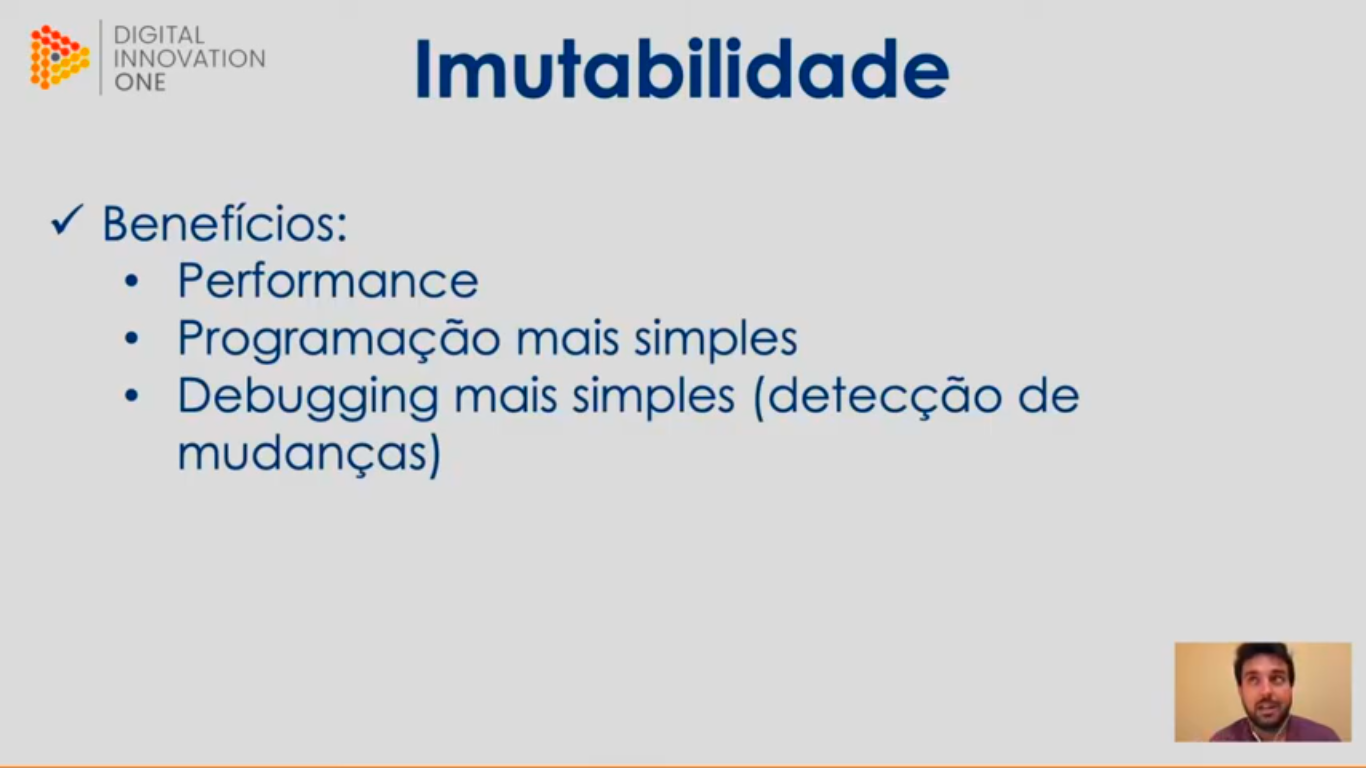 DIGITAL
INNOVATION
ONE
Imutabilidade
✓ Benefícios:
• Performance
• Programação mais simples
• Debugging mais simples (detecção de
mudanças)